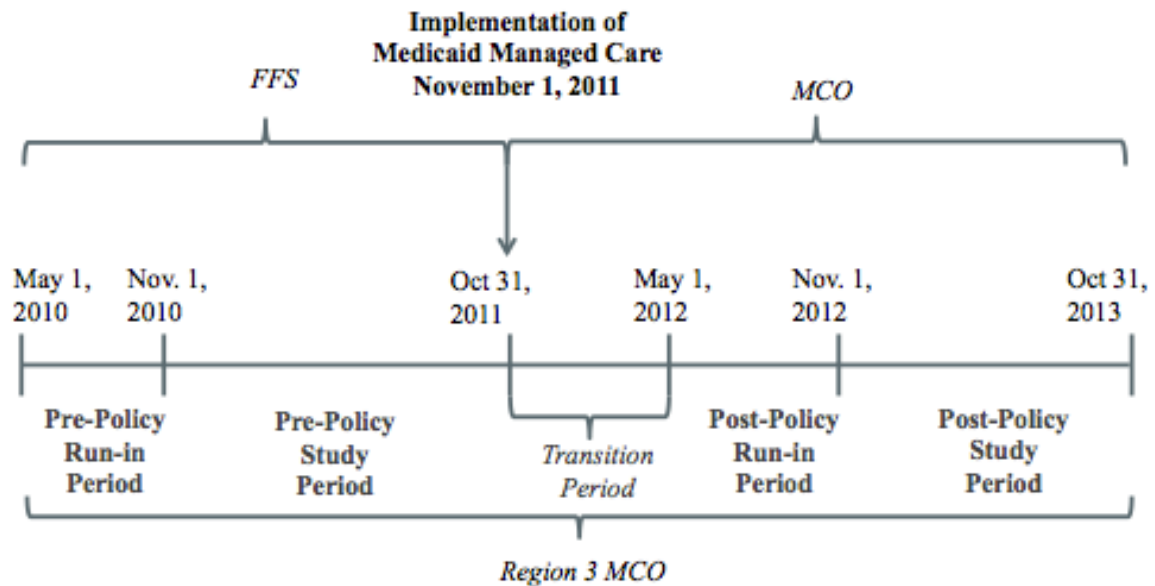 Implementation of
Medicaid Managed Care
November 1, 2011
FFS
MCO
May 1,
2010
Nov. 1,
2010
Oct 31,
2011
May 1,
2012
Nov. 1,
2012
Oct 31,
2013
Pre-Policy
Run-in
Period
Pre-Policy
Study
Period
Transition
Period
Post-Policy
Run-in
Period
Post-Policy
Study
Period
Region 3 MCO